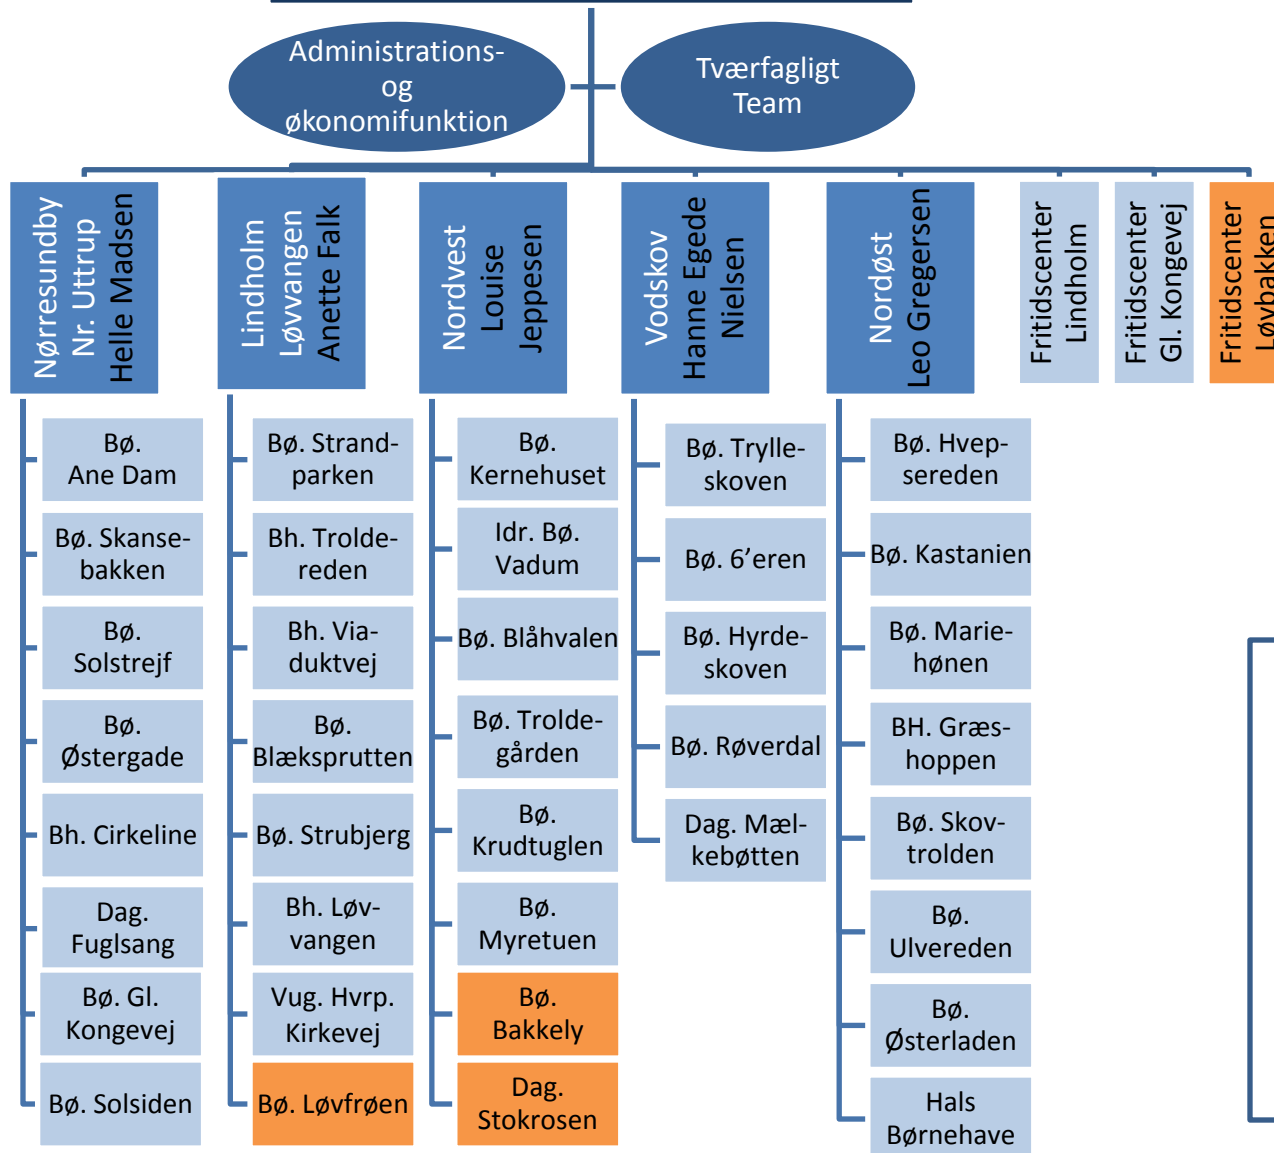 Administrations-
og
økonomifunktion
Tværfagligt
Team
Nørresundby
Nr. Uttrup
Helle Madsen
Lindholm
Løvvangen
Anette Falk
Nordvest
Louise
Jeppesen
Vodskov
Hanne Egede
Nielsen
Nordøst
Leo Gregersen
Fritidscenter
Lindholm
Fritidscenter
Gl. Kongevej
Fritidscenter
Løvbakken
Bø.
Ane Dam
Bø. Skanse-
bakken
Bø.
Solstrejf
Bø.
Østergade
Bh. Cirkeline
Dag.
Fuglsang
Bø. Gl.
Kongevej
Bø. Solsiden
Bø. Strand-
parken
Bh. Trolde-
reden
Bh. Via-
duktvej
Bø.
Blæksprutten
Bø. Strubjerg
Bh. Løv-
vangen
Vug. Hvrp.
Kirkevej
Bø. Løvfrøen
Bø.
Kernehuset
Idr. Bø.
Vadum
Bø. Blåhvalen
Bø. Trolde-
gården
Bø.
Krudtuglen
Bø.
Myretuen
Bø.
Bakkely
Dag.
Stokrosen
Bø. Trylle-
skoven
Bø. 6’eren
Bø. Hyrde-
skoven
Bø. Røverdal
Dag. Mæl-
kebøtten
Bø. Hvep-
sereden
Bø. Kastanien
Bø. Marie-
hønen
BH. Græs-
hoppen
Bø. Skov-
trolden
Bø.
Ulvereden
Bø.
Østerladen
Hals
Børnehave